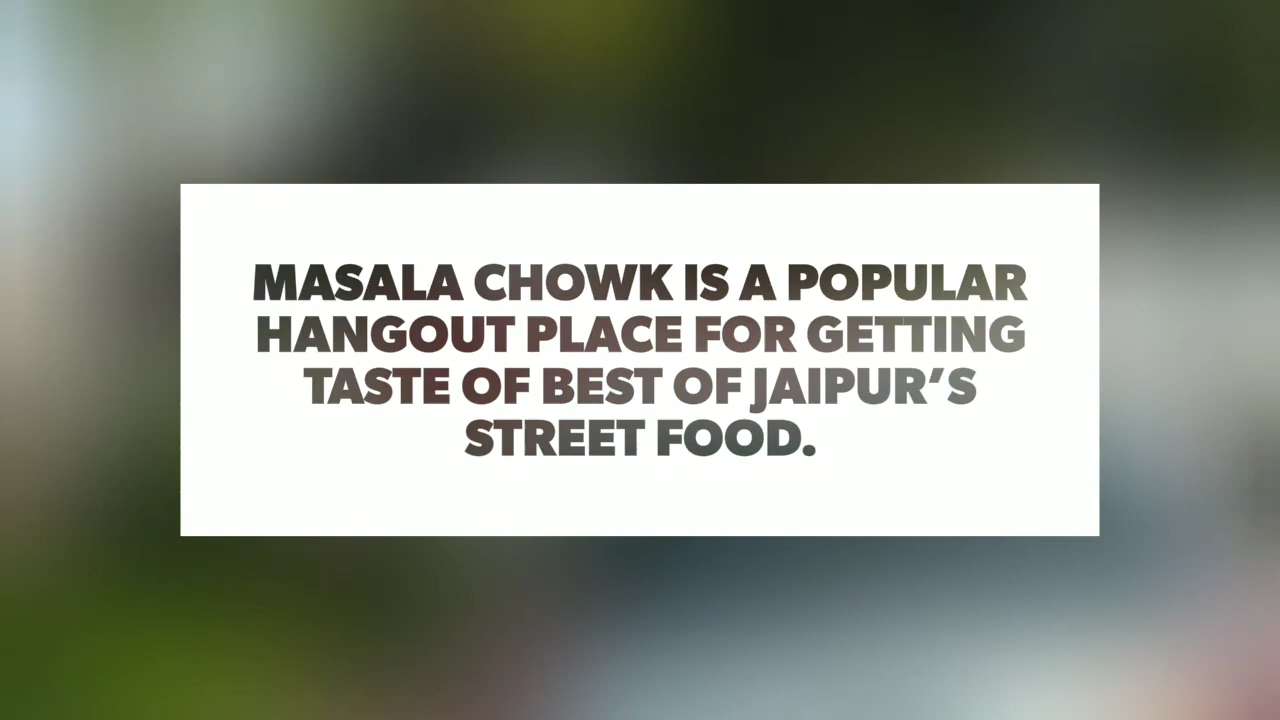 MASALA CHOWK IS A POPULAR
HANGOUT PLACE FOR GETTING
TASTE OF BEST OF JAIPUR’S
STREET FOOD.